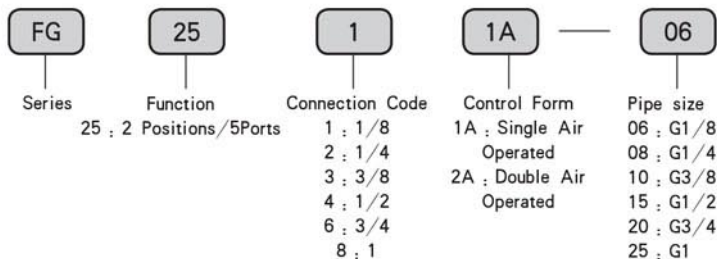 FG 25 1 1A — 06
Series Function Connection Code Control Form Pipe size
25 : 2 Positions/5Ports 1 : 1/8 1A : Single Air 06 : G1/8
2 : 1/4 Operated 08 : G1/4
3 : 3/8 2A : Double Air 10 : G3/8
4 : 1/2 Operated 15 : G1/2
6 : 3/4 20 : G3/4
8 : 1 25 : G1